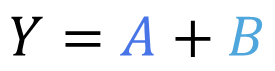 Y = A + B